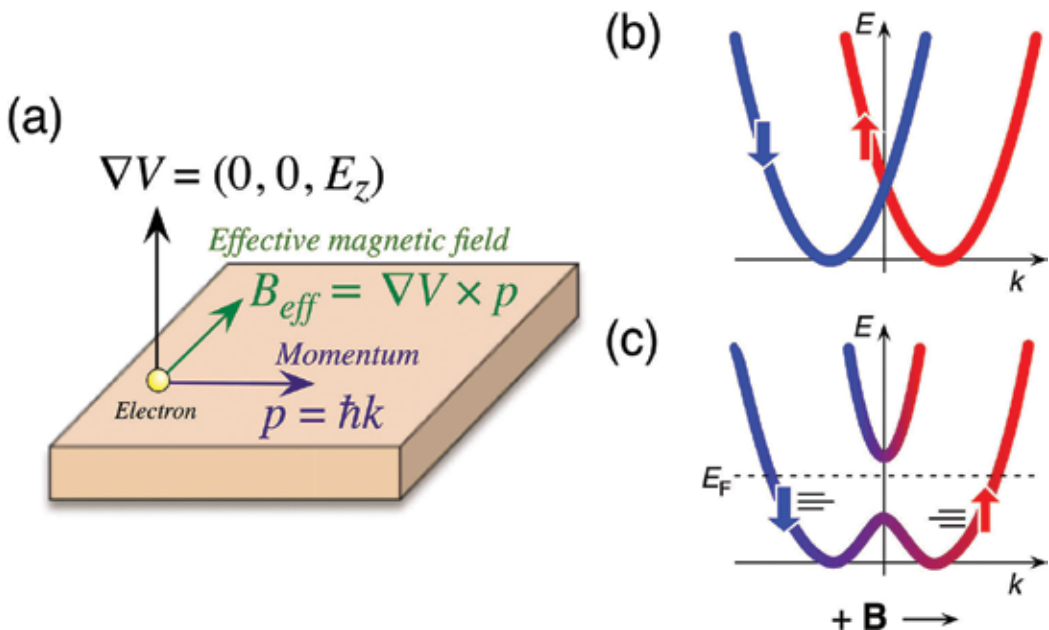 (a)
∇V = (0, 0, E_z)
Effective magnetic field
B_eff = ∇V × p
Momentum
Electron
p = ħk
(b)
E
k
(c)
E
E_F
k
+ B